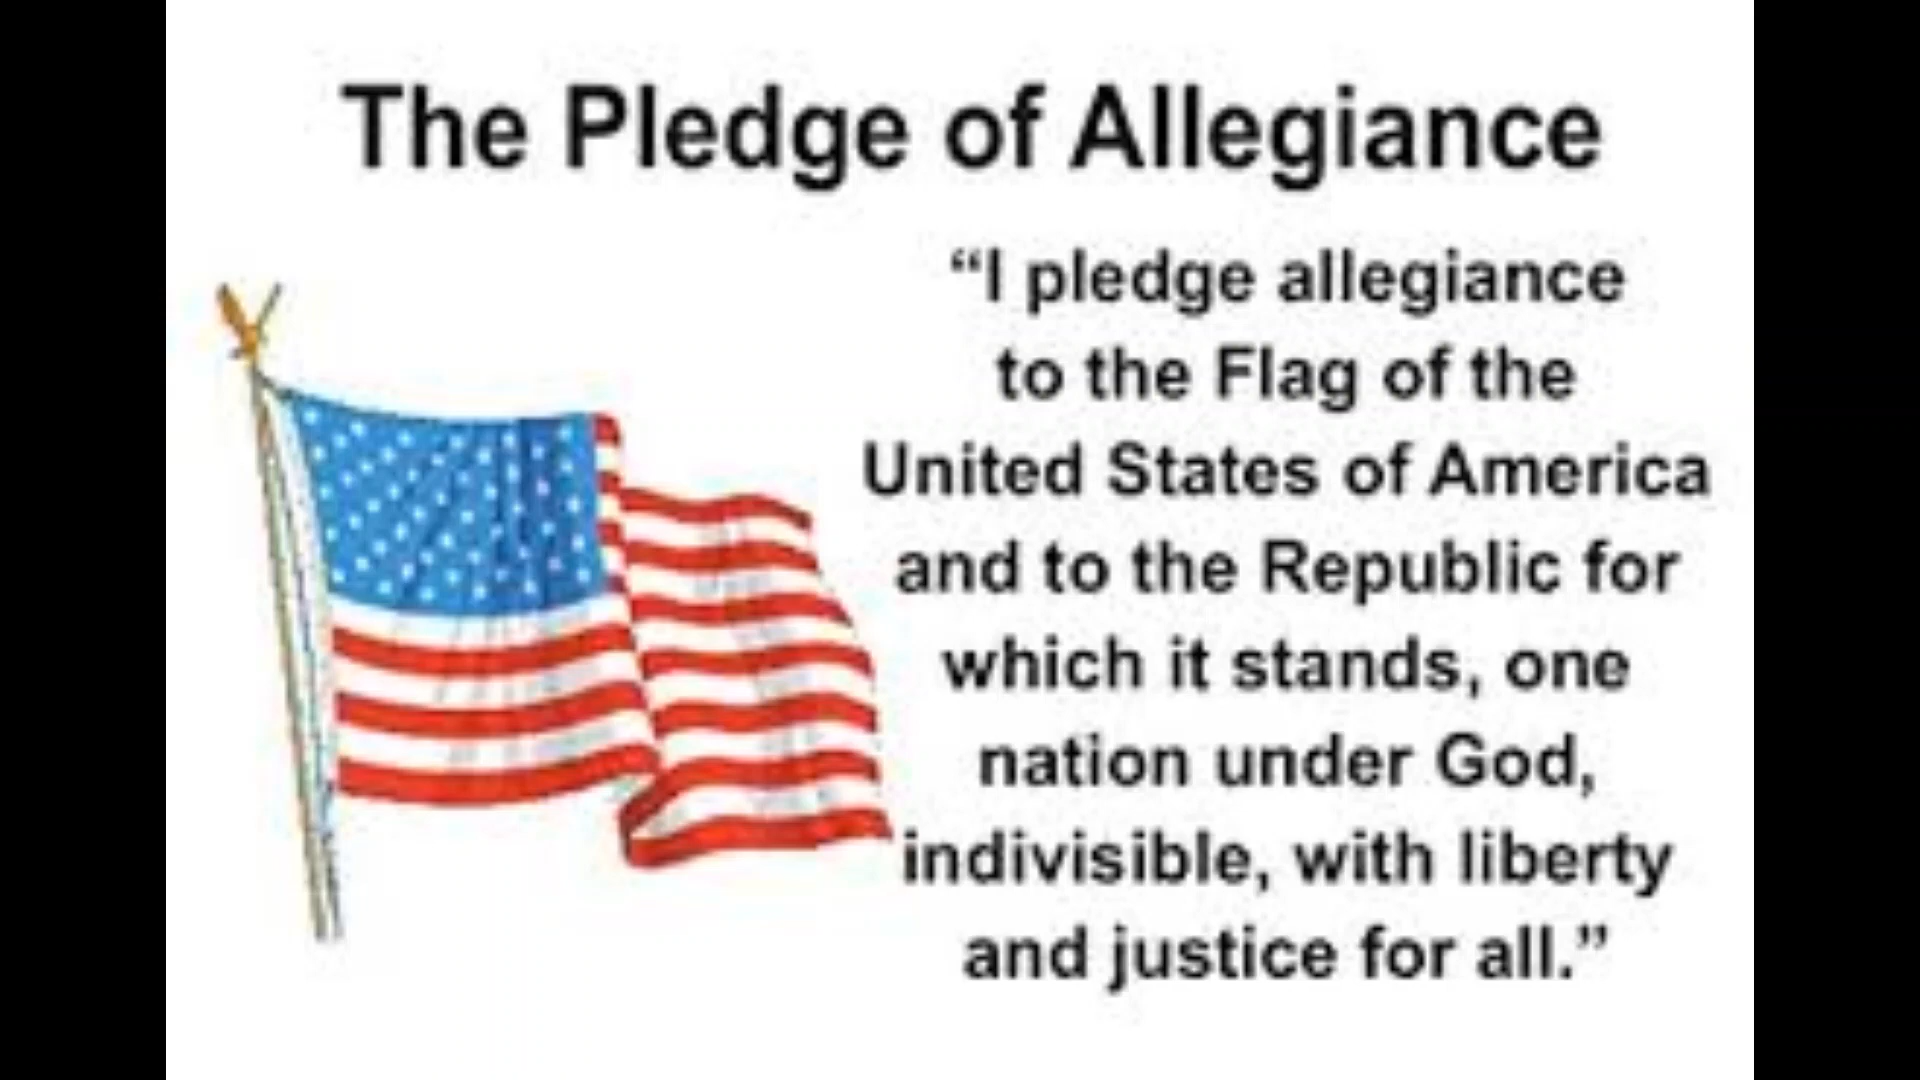 The Pledge of Allegiance
“I pledge allegiance
to the Flag of the
United States of America
and to the Republic for
which it stands, one
nation under God,
indivisible, with liberty
and justice for all.”